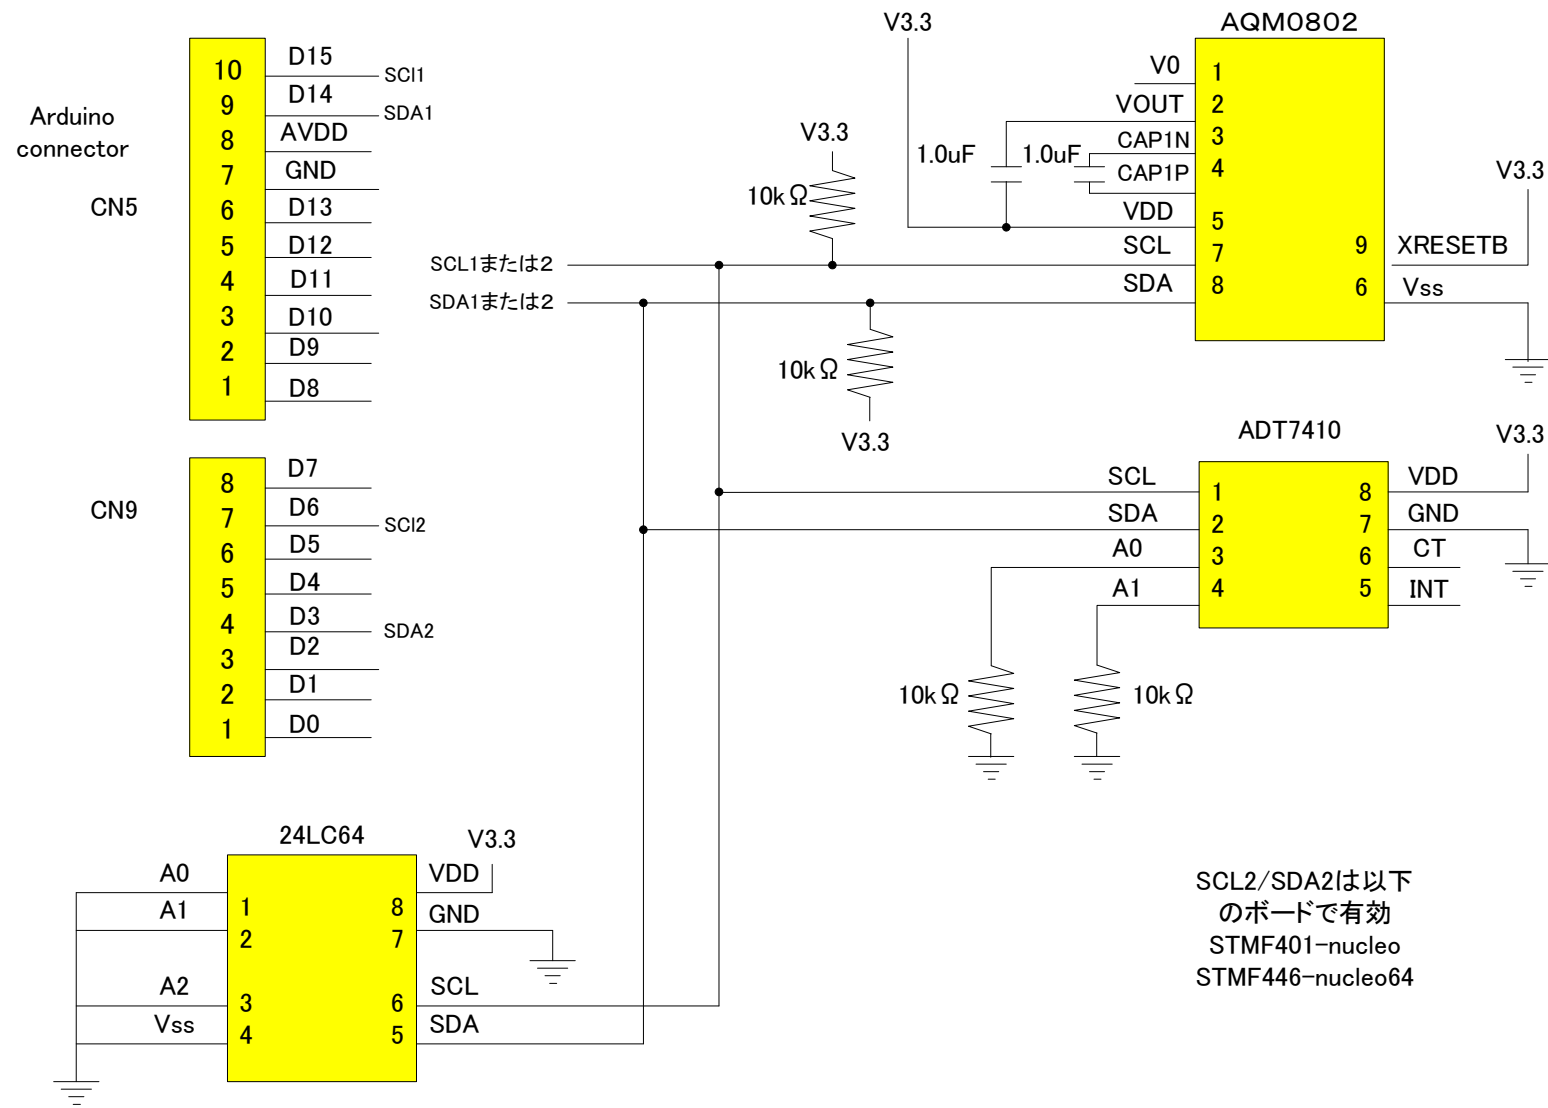 Arduino
connector
CN5
10 D15 SCI1
9 D14 SDA1
8 AVDD
7 GND
6 D13
5 D12
4 D11
3 D10
2 D9
1 D8
CN9
8 D7
7 D6 SCI2
6 D5
5 D4
4 D3 SDA2
3 D2
2 D1
1 D0
SCL1または2
SDA1または2
V3.3
10kΩ
10kΩ
V3.3
V3.3
1.0uF
1.0uF
AQM0802
V0 1
VOUT 2
CAP1N 3
CAP1P 4
VDD 5
SCL 7
SDA 8
9 XRESETB
6 Vss
V3.3
ADT7410
V3.3
SCL 1
SDA 2
A0 3
A1 4
8 VDD
7 GND
6 CT
5 INT
10kΩ
10kΩ
24LC64
V3.3
A0 1
A1 2
A2 3
Vss 4
8 VDD
7 GND
6 SCL
5 SDA
SCL2/SDA2は以下
のボードで有効
STMF401-nucleo
STMF446-nucleo64